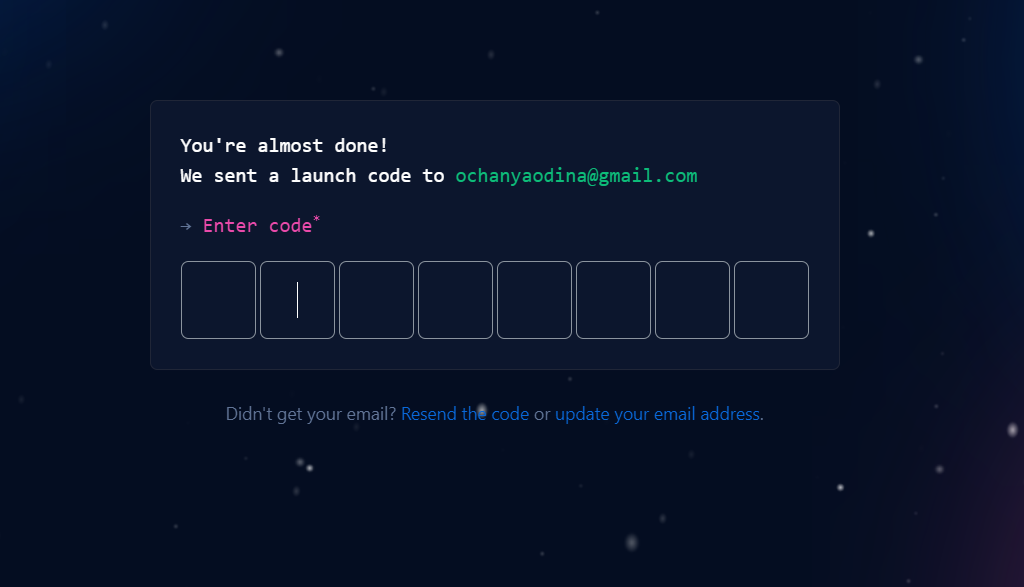 You're almost done!
We sent a launch code to ochanyaodina@gmail.com
→ Enter code*
Didn't get your email? Resend the code or update your email address.